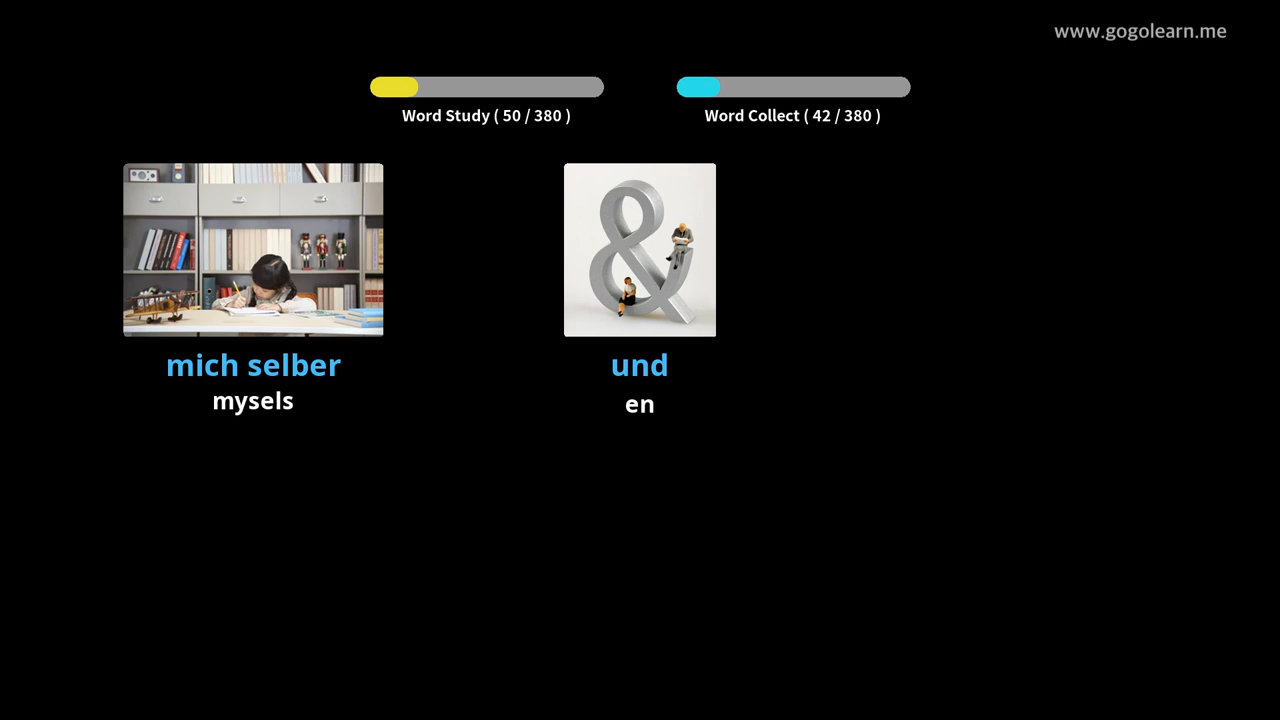 www.gogolearn.me
Word Study ( 50 / 380 )
Word Collect ( 42 / 380 )
mich selber
mysels
und
en